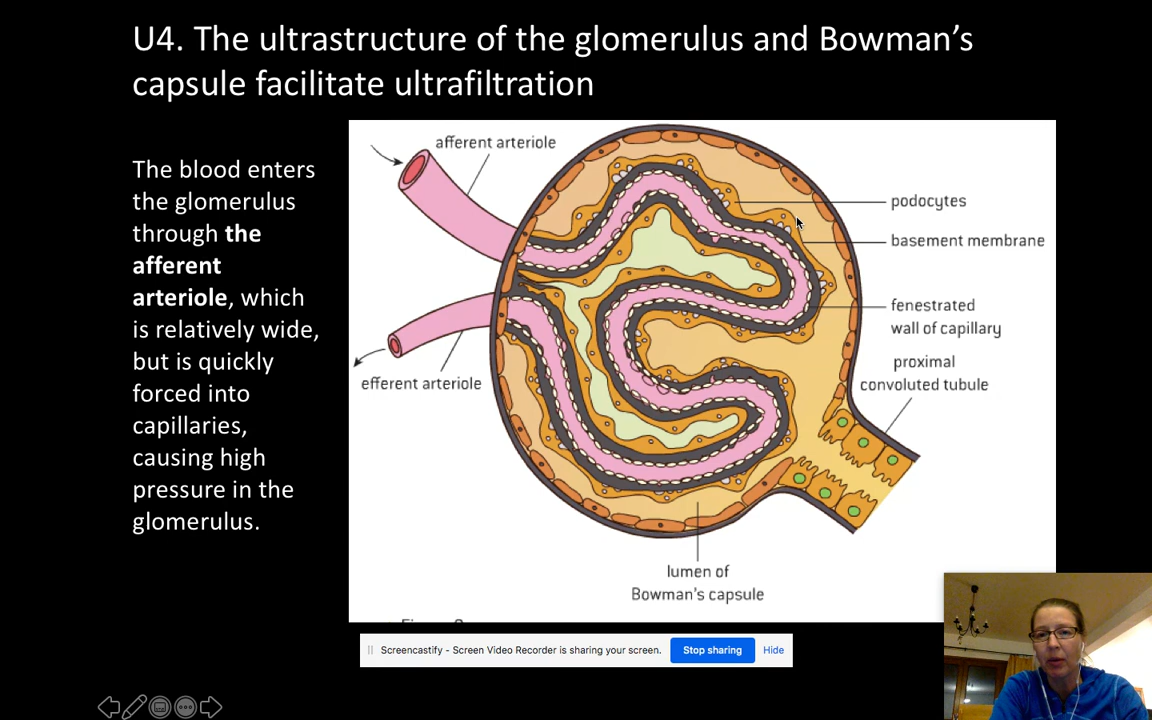 U4. The ultrastructure of the glomerulus and Bowman's
capsule facilitate ultrafiltration
The blood enters
the glomerulus
through the
afferent
arteriole, which
is relatively wide,
but is quickly
forced into
capillaries,
causing high
pressure in the
glomerulus.
afferent arteriole
efferent arteriole
podocytes
basement membrane
fenestrated
wall of capillary
proximal
convoluted tubule
lumen of
Bowman's capsule
Screencastify - Screen Video Recorder is sharing your screen.
Stop sharing
Hide